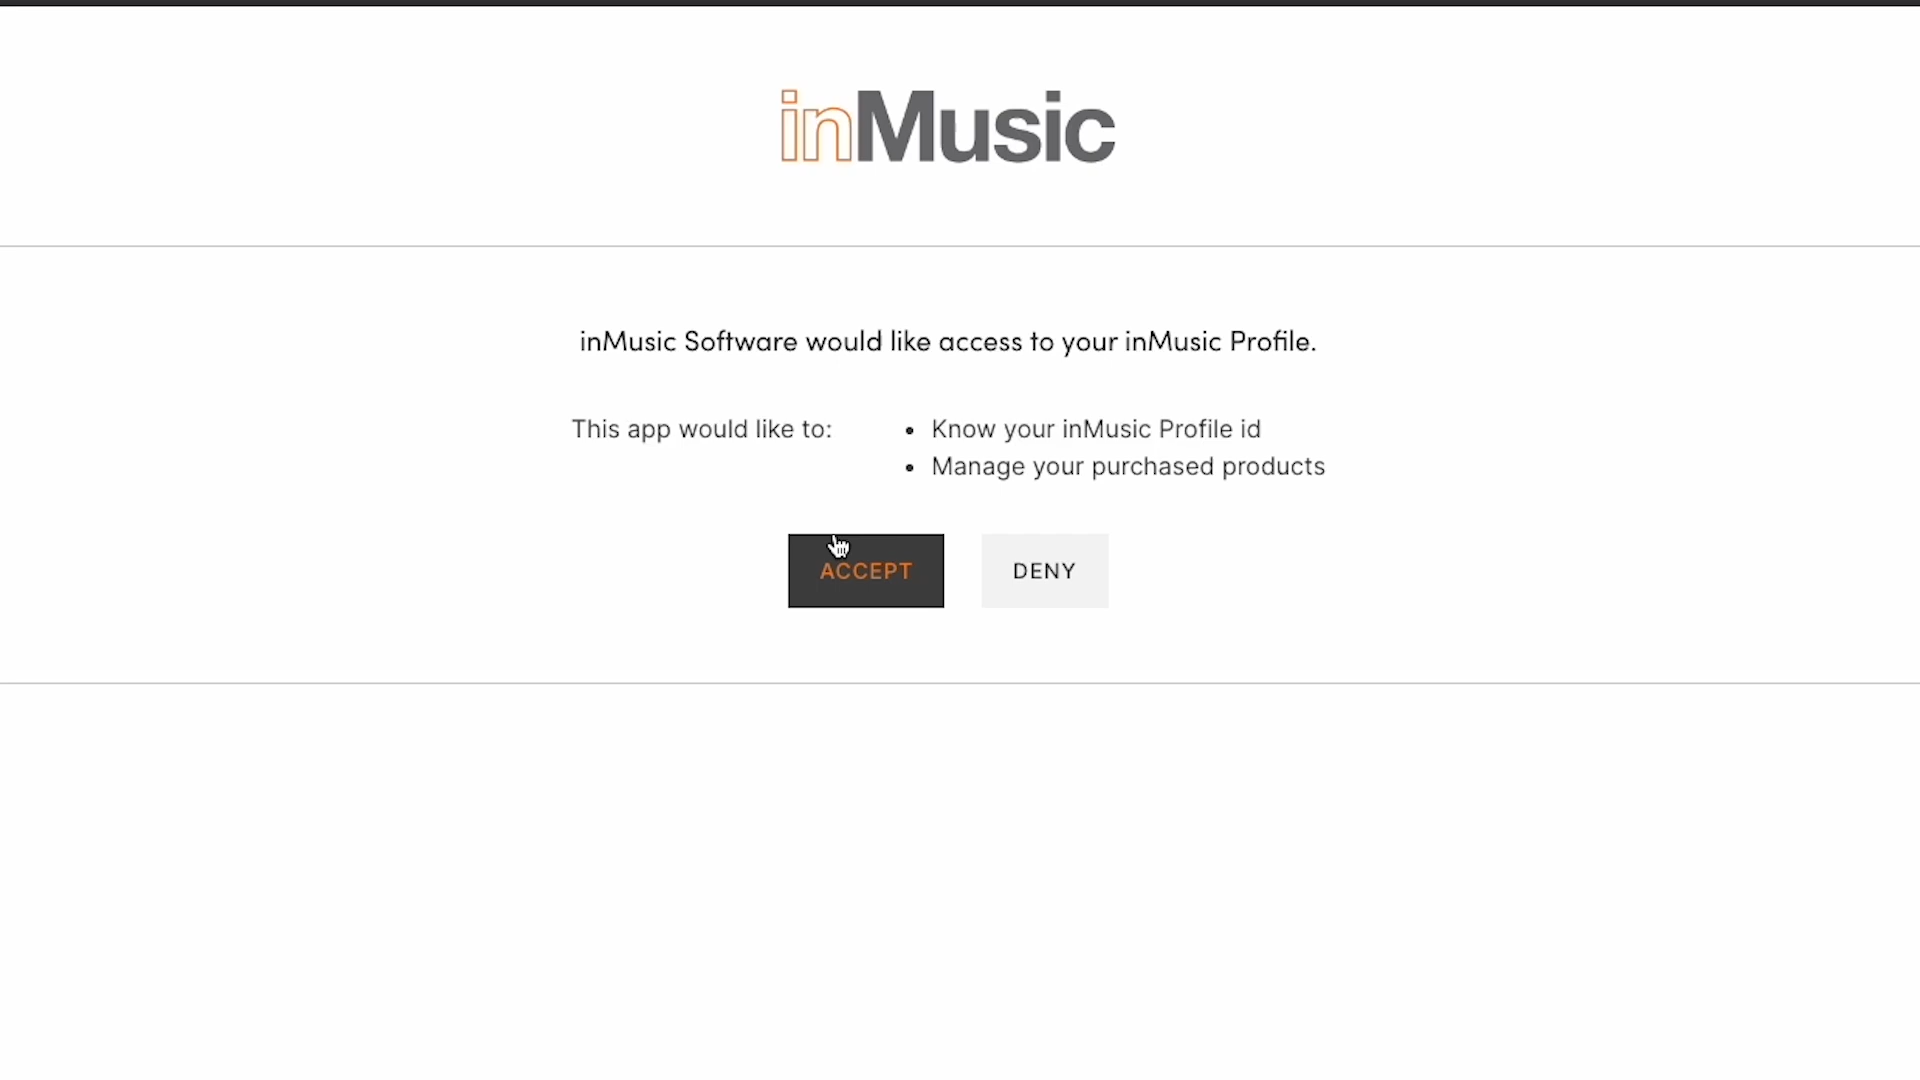 inMusic
inMusic Software would like access to your inMusic Profile.
This app would like to:
• Know your inMusic Profile id
• Manage your purchased products
ACCEPT
DENY